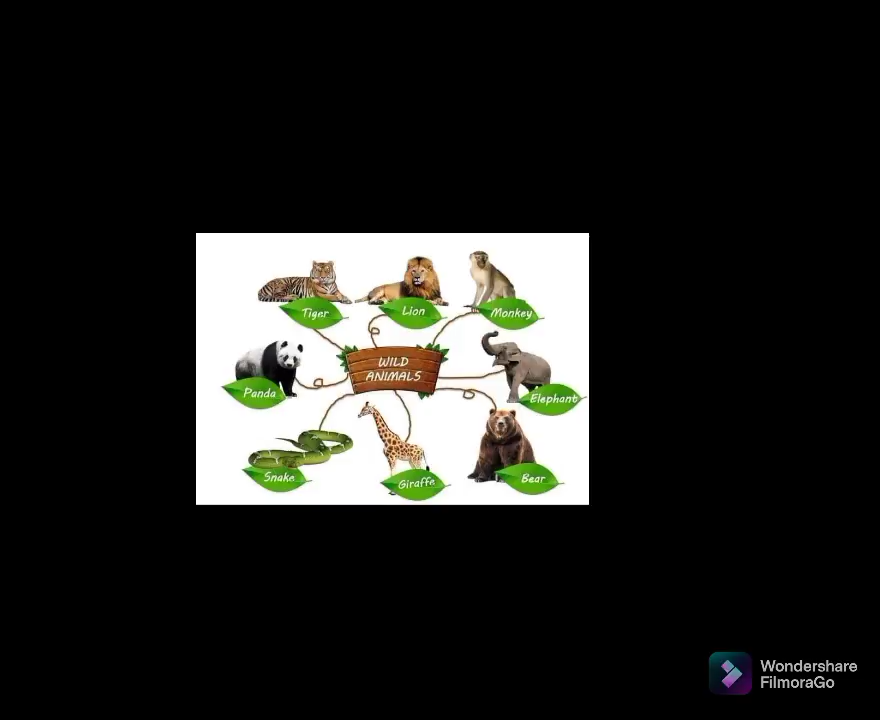 Tiger
Lion
Monkey
WILD
ANIMALS
Panda
Elephant
Snake
Giraffe
Bear
Wondershare
FilmoraGo